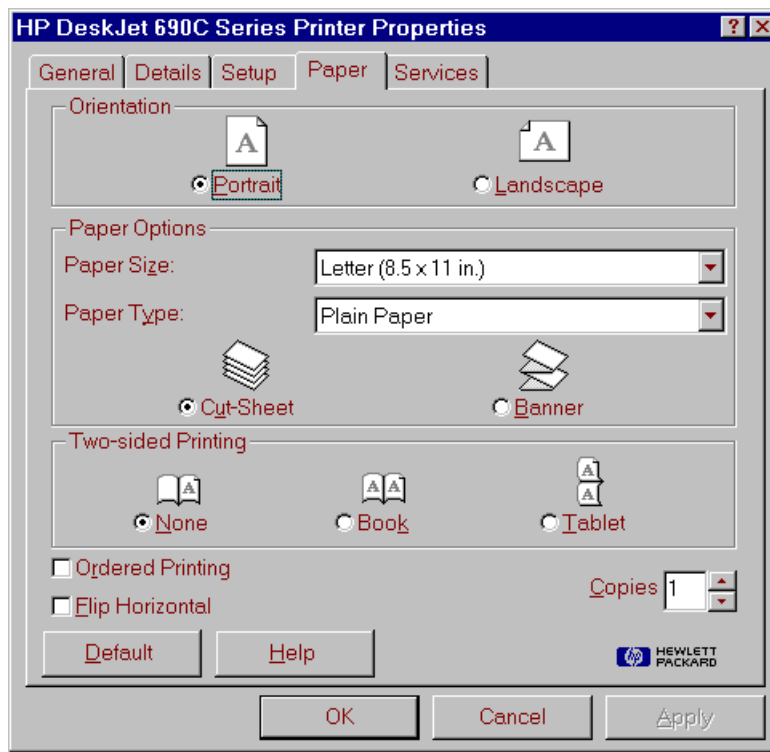 HP DeskJet 690C Series Printer Properties
? X
General Details Setup Paper Services
Orientation
A A
Portrait Landscape
Paper Options
Paper Size: Letter (8.5 x 11 in.)
Paper Type: Plain Paper
Cut-Sheet Banner
Two-sided Printing
A A A A A
None Book Tablet
Ordered Printing
Flip Horizontal
Copies 1
Default Help
hp HEWLETT
PACKARD
OK Cancel Apply